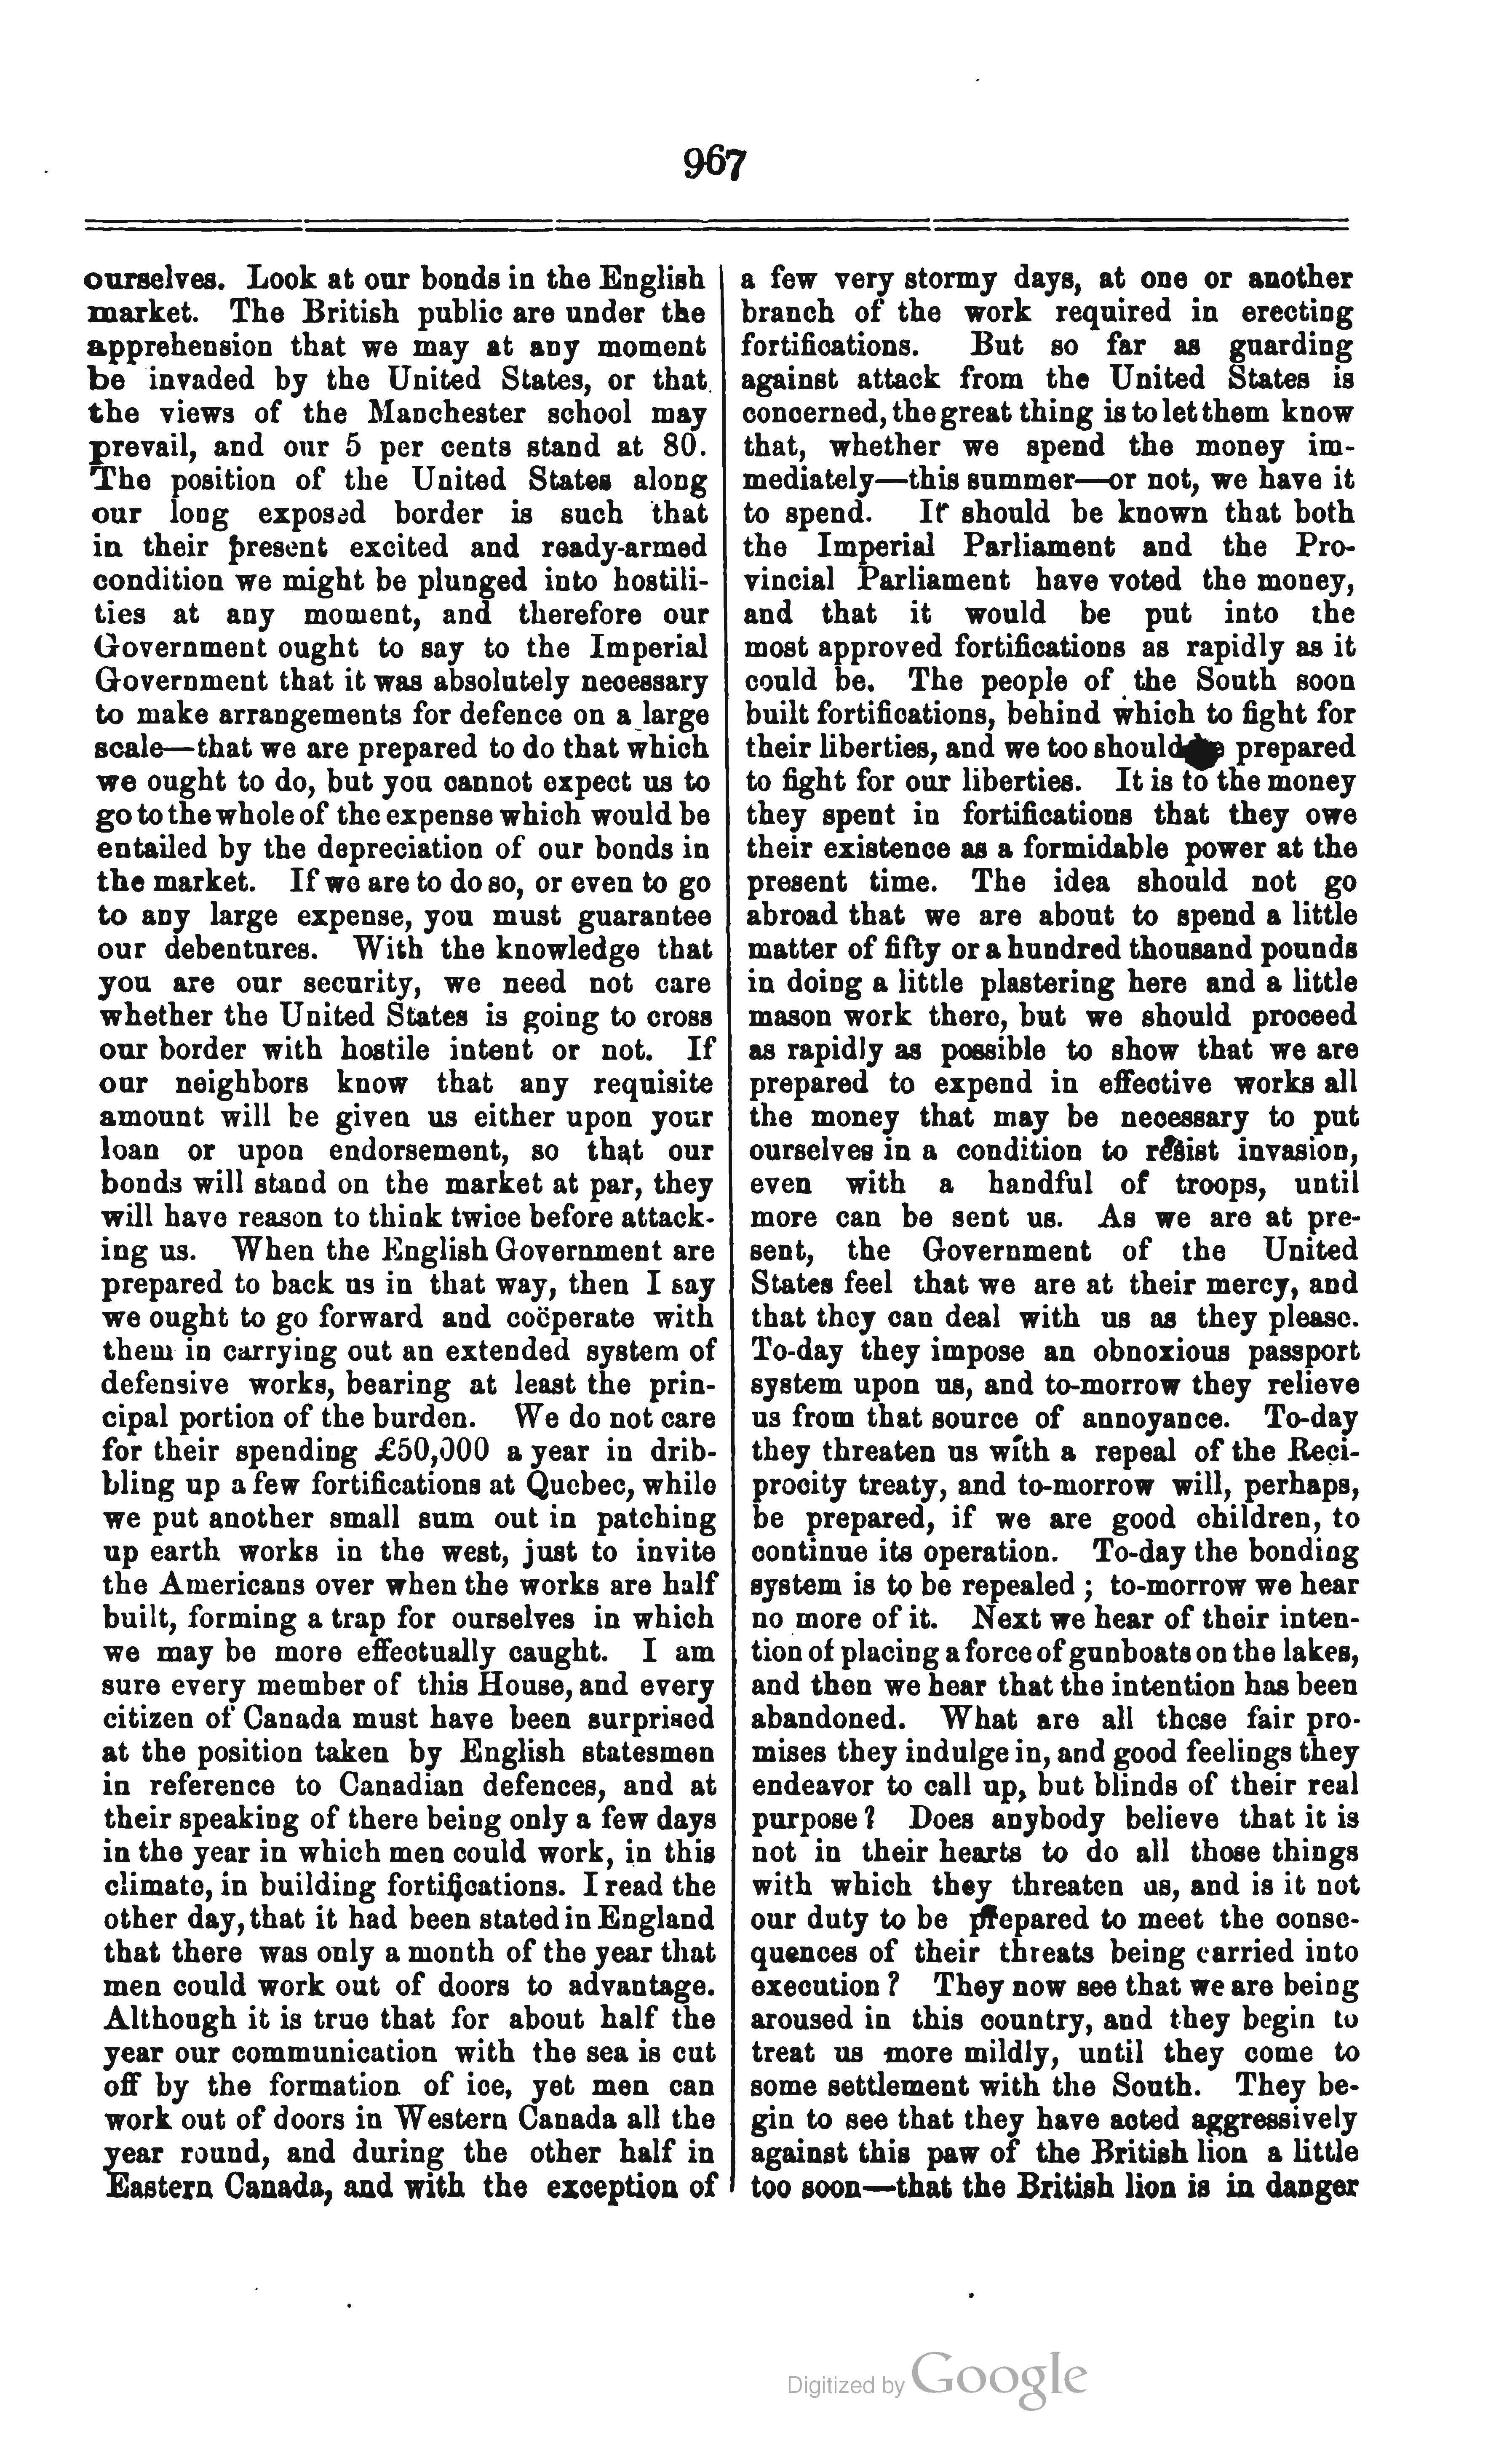 967
ourselves. Look at our bonds in the English
market. The British public are under the
apprehension that we may at any moment
be invaded by the United States, or that
the views of the Manchester school may
prevail, and our 5 per cents stand at 80.
The position of the United States along
our long exposed border is such that
in their present excited and ready-armed
condition we might be plunged into hostili-
ties at any moment, and therefore our
Government ought to say to the Imperial
Government that it was absolutely necessary
to make arrangements for defence on a large
scale—that we are prepared to do that which
we ought to do, but you cannot expect us to
go to the whole of the expense which would be
entailed by the depreciation of our bonds in
the market. If we are to do so, or even to go
to any large expense, you must guarantee
our debentures. With the knowledge that
you are our security, we need not care
whether the United States is going to cross
our border with hostile intent or not. If
our neighbors know that any requisite
amount will be given us either upon your
loan or upon endorsement, so that our
bonds will stand on the market at par, they
will have reason to think twice before attack-
ing us. When the English Government are
prepared to back us in that way, then I say
we ought to go forward and coöperate with
them in carrying out an extended system of
defensive works, bearing at least the prin-
cipal portion of the burden. We do not care
for their spending £50,000 a year in drib-
bling up a few fortifications at Quebec, while
we put another small sum out in patching
up earth works in the west, just to invite
the Americans over when the works are half
built, forming a trap for ourselves in which
we may be more effectually caught. I am
sure every member of this House, and every
citizen of Canada must have been surprised
at the position taken by English statesmen
in reference to Canadian defences, and at
their speaking of there being only a few days
in the year in which men could work, in this
climate, in building fortifications. I read the
other day, that it had been stated in England
that there was only a month of the year that
men could work out of doors to advantage.
Although it is true that for about half the
year our communication with the sea is cut
off by the formation of ice, yet men can
work out of doors in Western Canada all the
year round, and during the other half in
Eastern Canada, and with the exception of
a few very stormy days, at one or another
branch of the work required in erecting
fortifications. But so far as guarding
against attack from the United States is
concerned, the great thing is to let them know
that, whether we spend the money im-
mediately—this summer—or not, we have it
to spend. It should be known that both
the Imperial Parliament and the Pro-
vincial Parliament have voted the money,
and that it would be put into the
most approved fortifications as rapidly as it
could be. The people of the South soon
built fortifications, behind which to fight for
their liberties, and we too should be prepared
to fight for our liberties. It is to the money
they spent in fortifications that they owe
their existence as a formidable power at the
present time. The idea should not go
abroad that we are about to spend a little
matter of fifty or a hundred thousand pounds
in doing a little plastering here and a little
mason work there, but we should proceed
as rapidly as possible to show that we are
prepared to expend in effective works all
the money that may be necessary to put
ourselves in a condition to resist invasion,
even with a handful of troops, until
more can be sent us. As we are at pre-
sent, the Government of the United
States feel that we are at their mercy, and
that they can deal with us as they please.
To-day they impose an obnoxious passport
system upon us, and to-morrow they relieve
us from that source of annoyance. To-day
they threaten us with a repeal of the Reci-
procity treaty, and to-morrow will, perhaps,
be prepared, if we are good children, to
continue its operation. To-day the bonding
system is to be repealed ; to-morrow we hear
no more of it. Next we hear of their inten-
tion of placing a force of gunboats on the lakes,
and then we hear that the intention has been
abandoned. What are all these fair pro-
mises they indulge in, and good feelings they
endeavor to call up, but blinds of their real
purpose ? Does anybody believe that it is
not in their hearts to do all those things
with which they threaten us, and is it not
our duty to be prepared to meet the conse-
quences of their threats being carried into
execution ? They now see that we are being
aroused in this country, and they begin to
treat us more mildly, until they come to
some settlement with the South. They be-
gin to see that they have acted aggressively
against this paw of the British lion a little
too soon—that the British lion is in danger
Digitized by Google